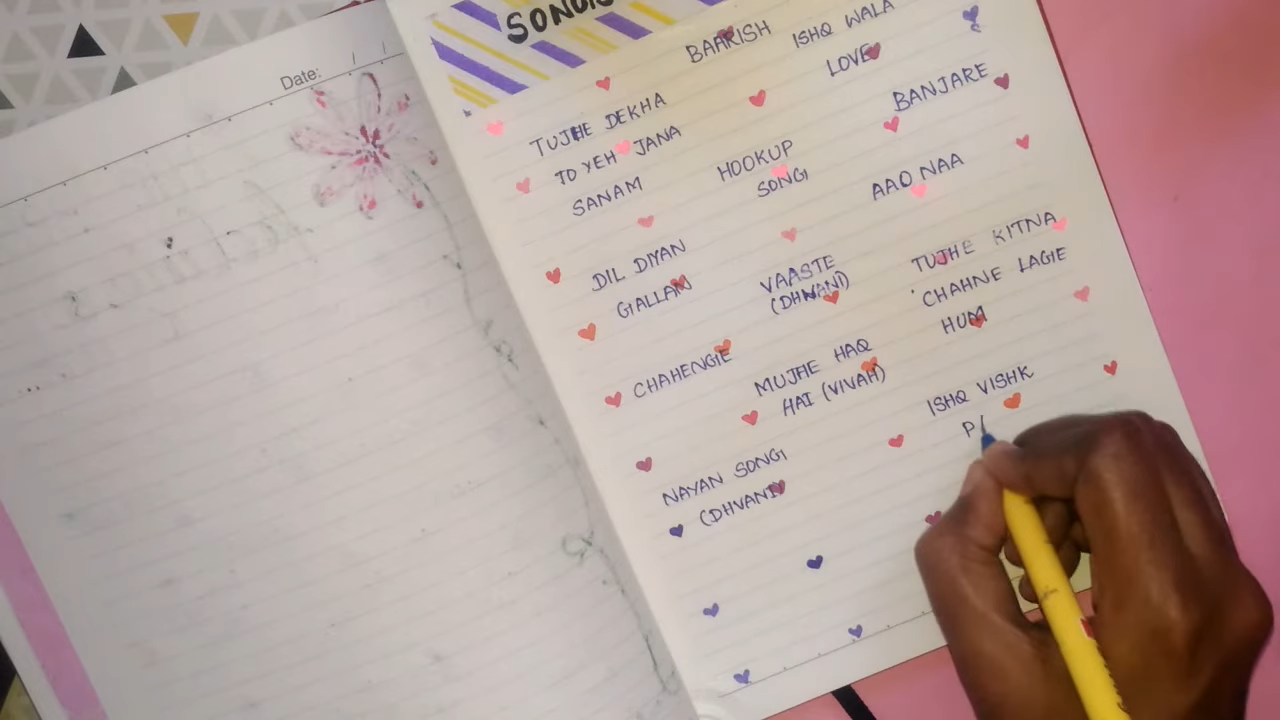 Date: / /
SONGS
BAARISH
ISHQ WALA
LOVE
TUJHE DEKHA
TO YEH JANA
SANAM
HOOKUP
SONG
BANJARE
AAO NAA
DIL DIYAN
GALLAN
VAASTE
(DHVANI)
TUJHE KITNA
CHAHNE LAGE
HUM
CHAHENGE
MUJHE HAQ
HAI (VIVAH)
ISHQ VISHK
P
NAYAN SONG
(DHVANI)